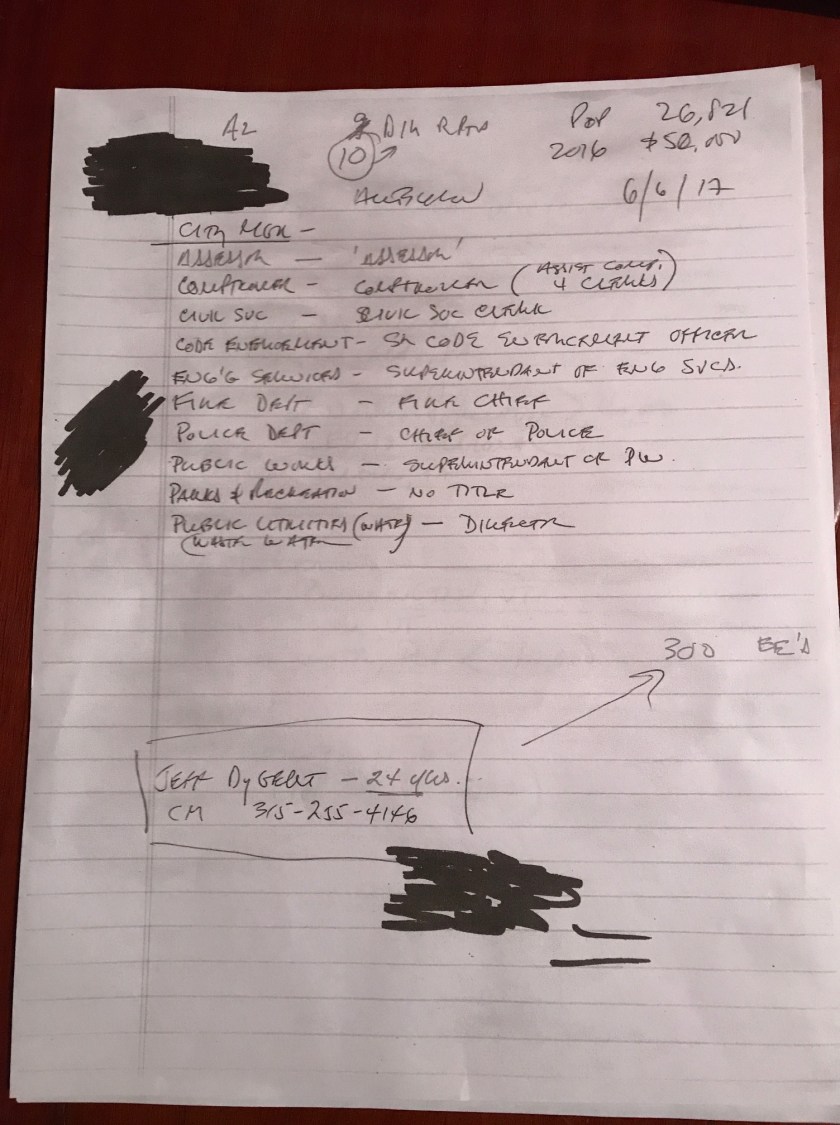 A2 DIR RPTS POP 26,821
10 2016 $50,000
AUBURN 6/6/17
CITY MGR -
ASSESSOR - 'ASSESSOR'
COMPTROLLER - COMPTROLLER (ASSIST COMP. 4 CLERKS)
CIVIL SVC - CIVIL SVC CLERK
CODE ENFORCEMENT - SR CODE ENFORCEMENT OFFICER
ENG'G SERVICES - SUPERINTENDANT OF ENG SVCS.
FIRE DEPT - FIRE CHIEF
POLICE DEPT - CHIEF OF POLICE
PUBLIC WORKS - SUPERINTENDANT OF PW.
PARKS & RECREATION - NO TITLE
PUBLIC UTILITIES (WATER) - DIRECTOR
(WASTE WATER
300 EE'S
JEFF DYGERT - 24 YRS.
CM 315-255-4146